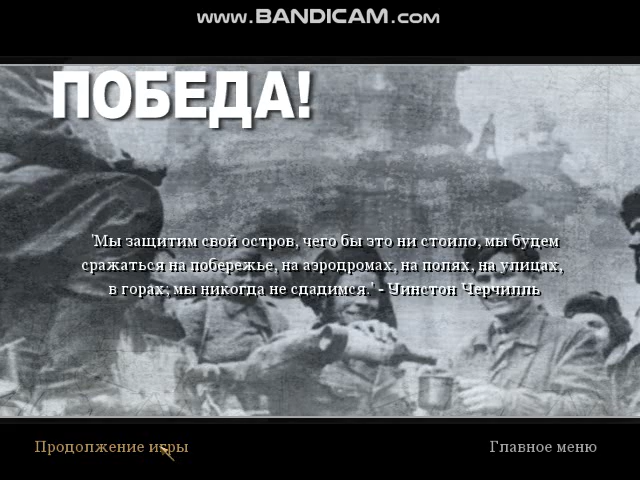 www.BANDICAM.com
ПОБЕДА!
'Мы защитим свой остров, чего бы это ни стоило, мы будем
сражаться на побережье, на аэродромах, на полях, на улицах,
в горах; мы никогда не сдадимся.' - Уинстон Черчилль
Продолжение игры
Главное меню